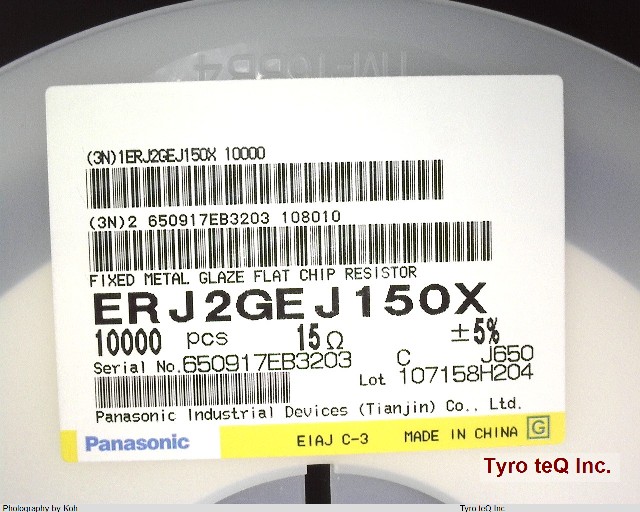 (3N)1ERJ2GEJ150X 10000
(3N)2 650917EB3203 108010
FIXED METAL GLAZE FLAT CHIP RESISTOR
ERJ2GEJ150X
10000 pcs 15Ω ±5%
Serial No.650917EB3203 C J650
Lot 107158H204
Panasonic Industrial Devices (Tianjin) Co., Ltd.
Panasonic EIAJ C-3 MADE IN CHINA G
Tyro teQ Inc.
Photography by Koh Tyro teQ Inc